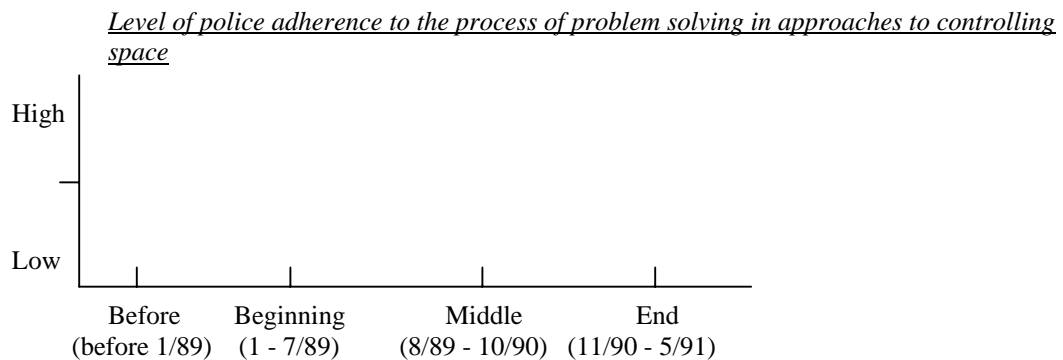 Level of police adherence to the process of problem solving in approaches to controlling
space
High
Low
Before Beginning Middle End
(before 1/89) (1 - 7/89) (8/89 - 10/90) (11/90 - 5/91)